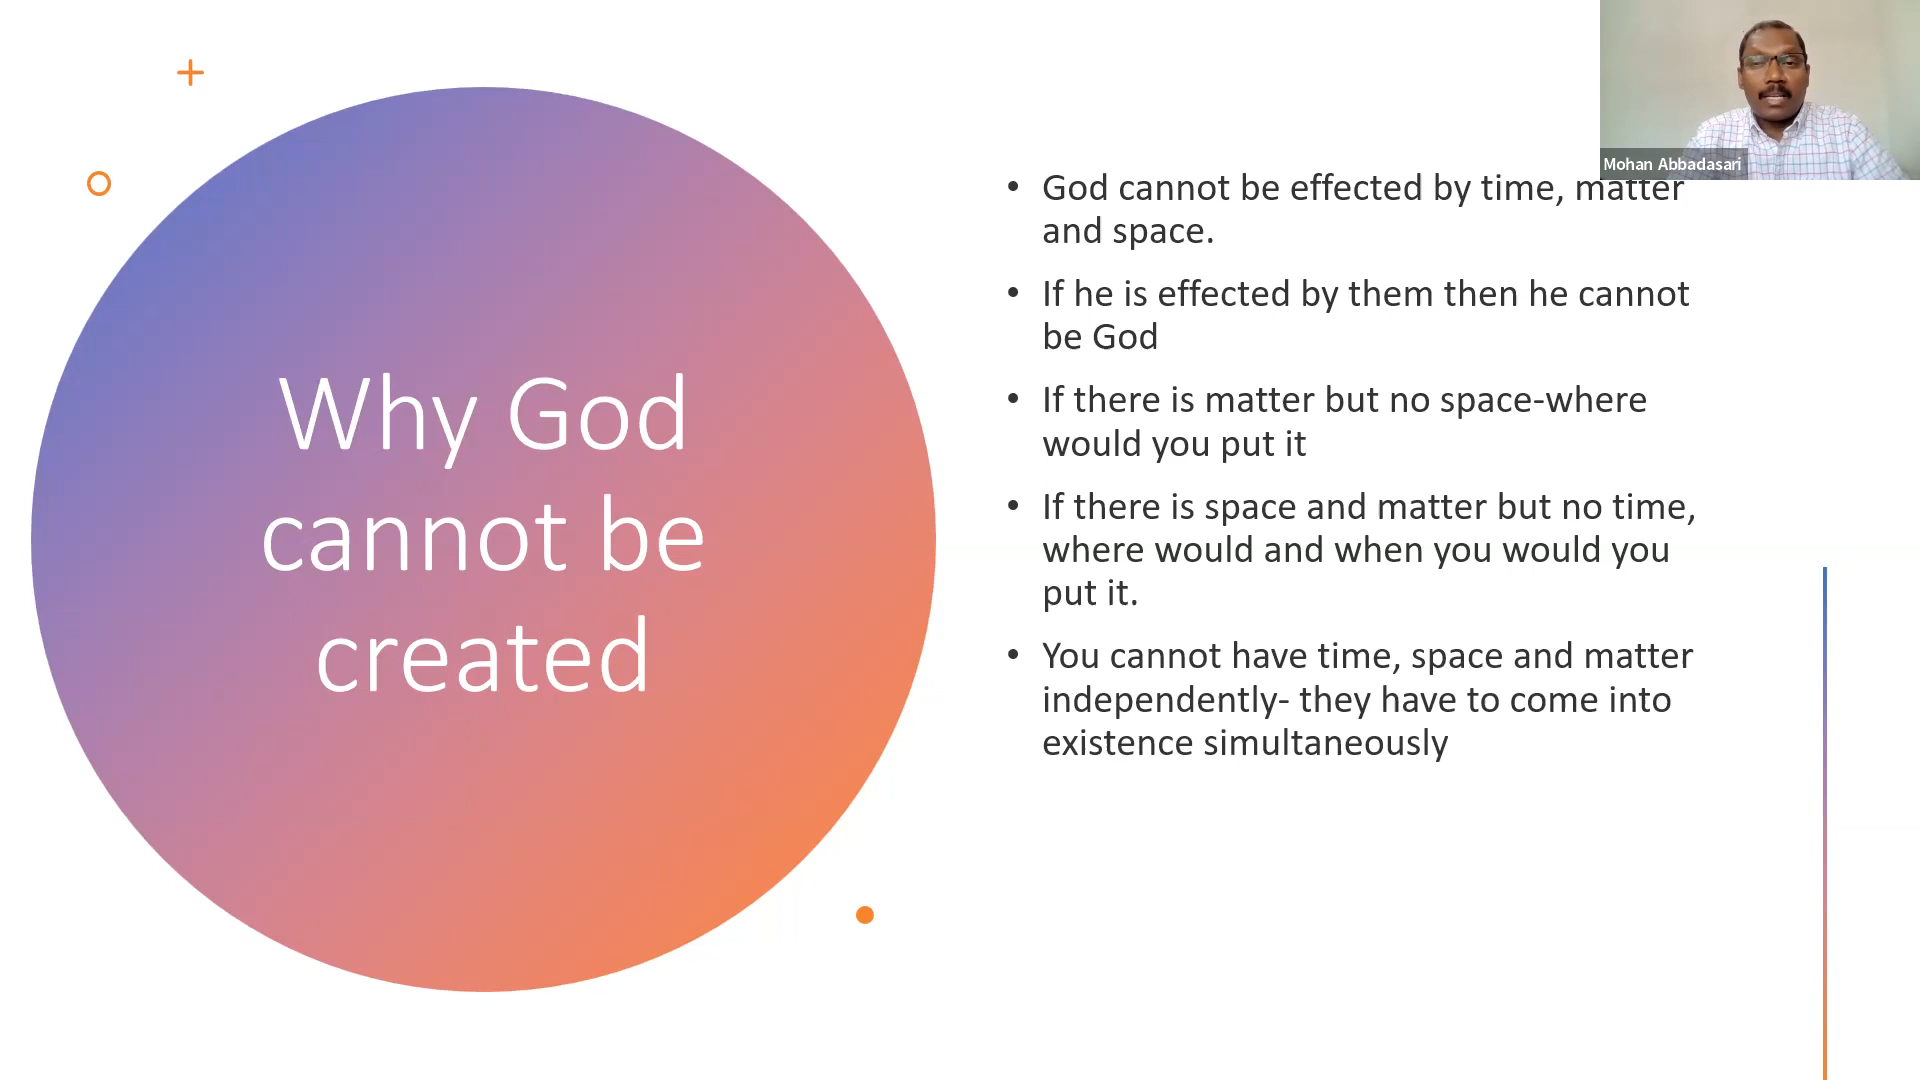 Why God
cannot be
created
Mohan Abbadasari
• God cannot be effected by time, matter
and space.
• If he is effected by them then he cannot
be God
• If there is matter but no space-where
would you put it
• If there is space and matter but no time,
where would and when you would you
put it.
• You cannot have time, space and matter
independently- they have to come into
existence simultaneously